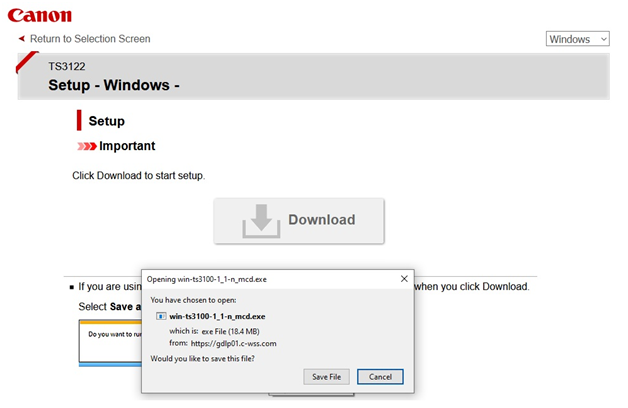 Canon
Return to Selection Screen
Windows
TS3122
Setup - Windows -
Setup
Important
Click Download to start setup.
Download
If you are usin
when you click Download.
Select Save a
Do you want to ru
Opening win-ts3100-1_1-n_mcd.exe
You have chosen to open:
win-ts3100-1_1-n_mcd.exe
which is: exe File (18.4 MB)
from: https://gdlp01.c-wss.com
Would you like to save this file?
Save File
Cancel